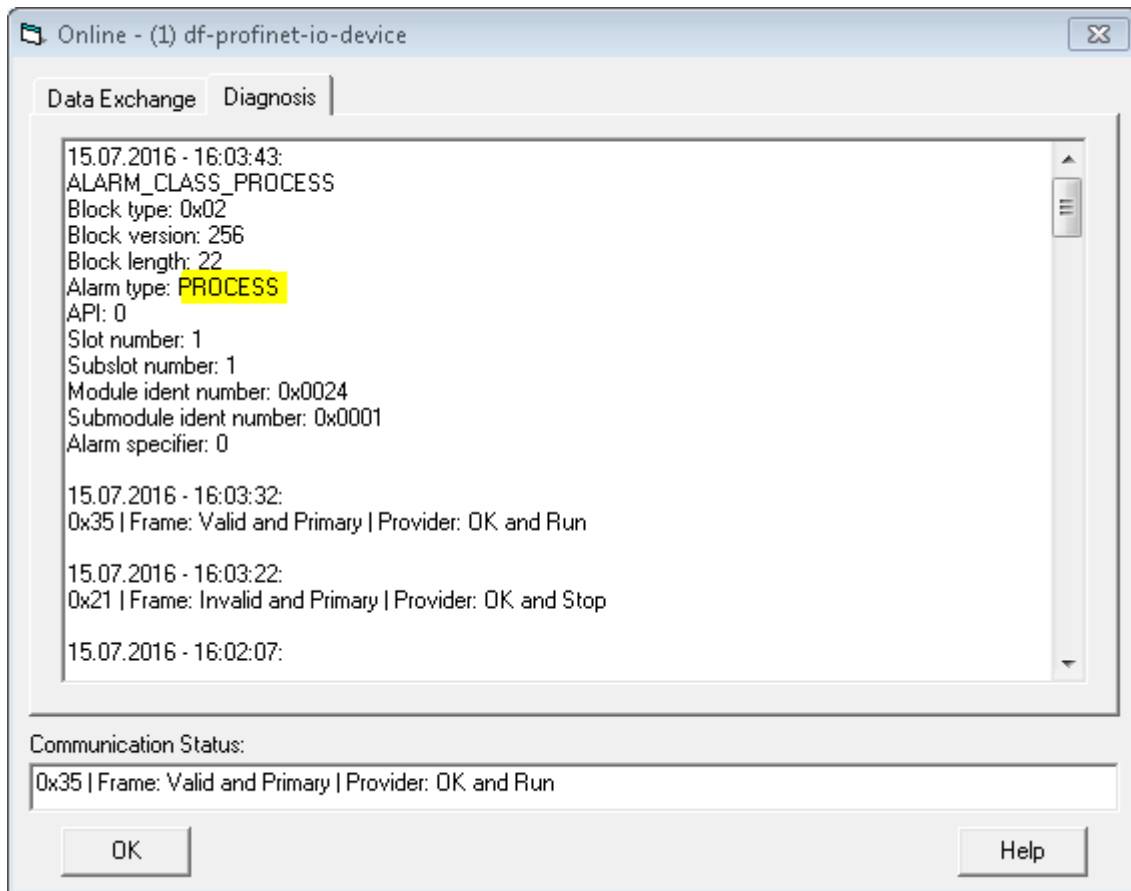 Online - (1) df-profinet-io-device
Data Exchange
Diagnosis
15.07.2016 - 16:03:43:
ALARM_CLASS_PROCESS
Block type: 0x02
Block version: 256
Block length: 22
Alarm type: PROCESS
API: 0
Slot number: 1
Subslot number: 1
Module ident number: 0x0024
Submodule ident number: 0x0001
Alarm specifier: 0
15.07.2016 - 16:03:32:
0x35 | Frame: Valid and Primary | Provider: OK and Run
15.07.2016 - 16:03:22:
0x21 | Frame: Invalid and Primary | Provider: OK and Stop
15.07.2016 - 16:02:07:
Communication Status:
0x35 | Frame: Valid and Primary | Provider: OK and Run
OK
Help